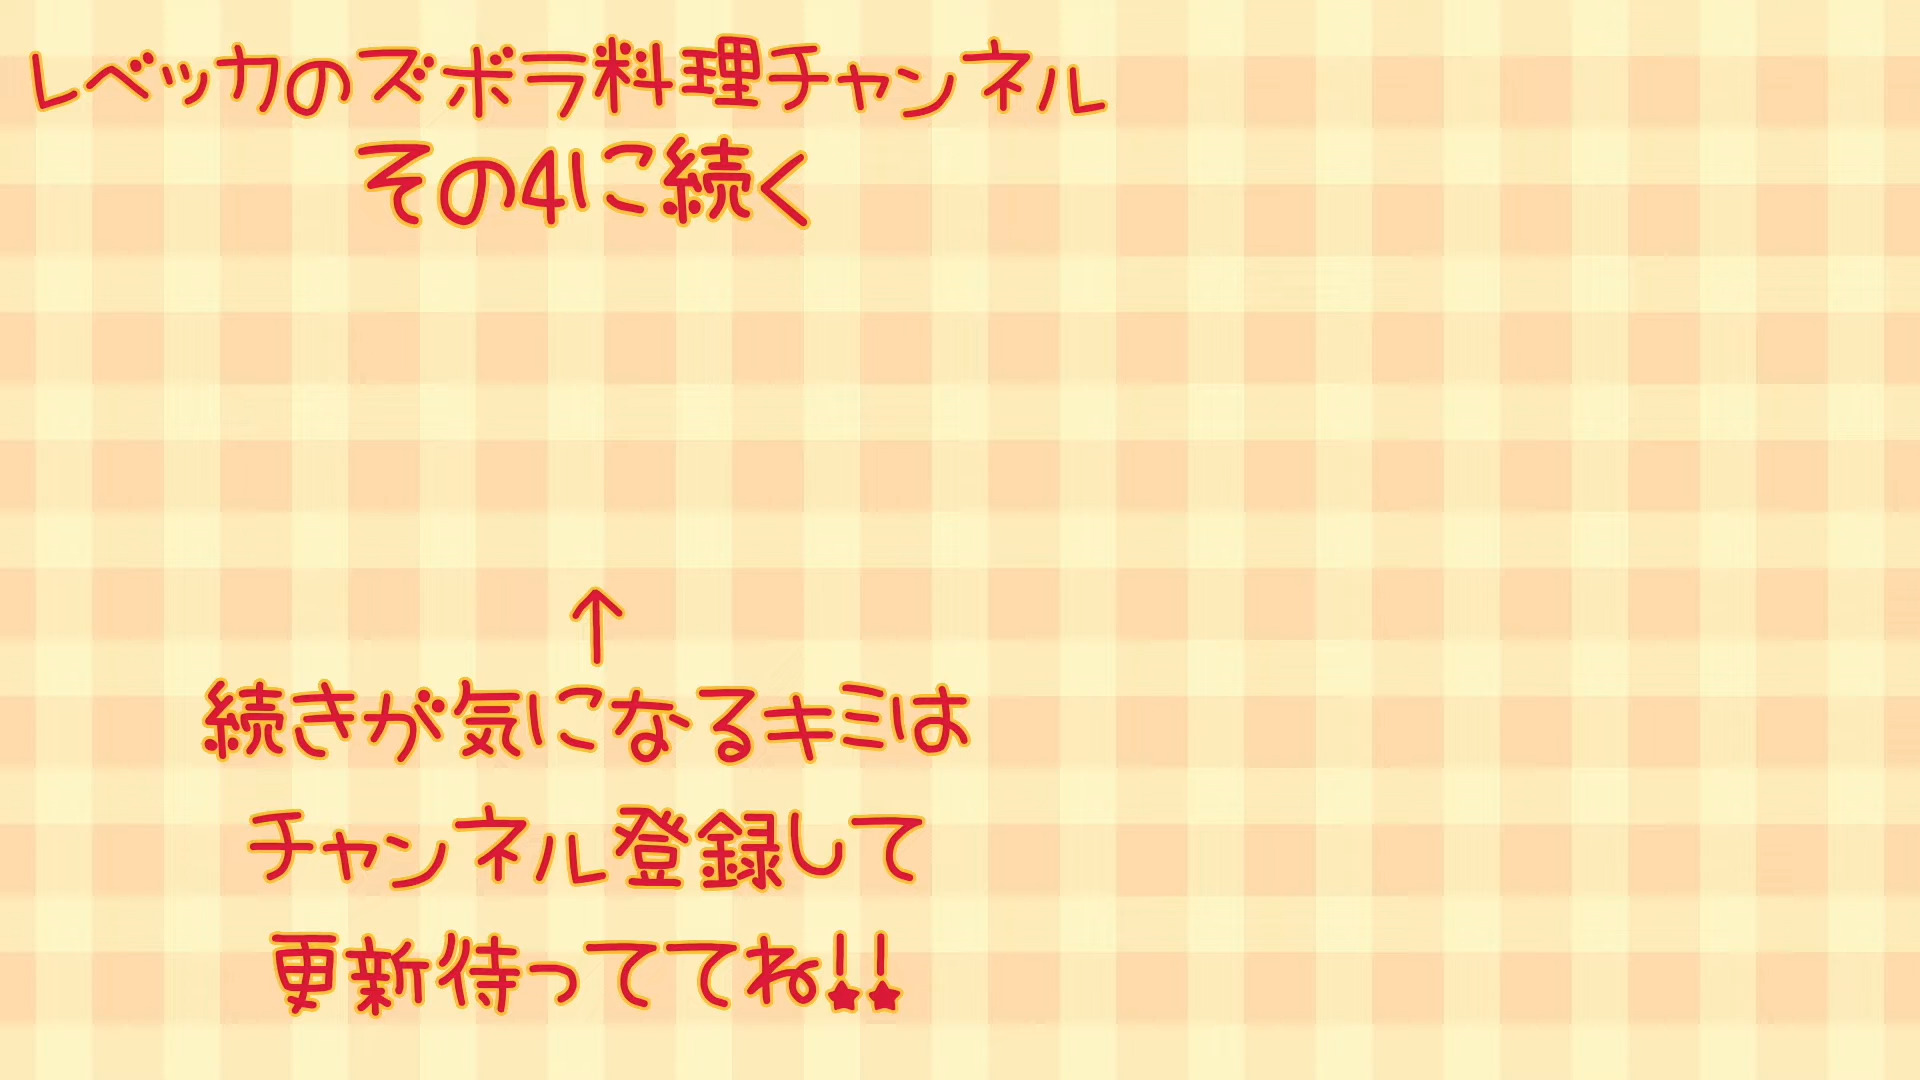 レベッカのズボラ料理チャンネル
その4に続く
↑
続きが気になるキミは
チャンネル登録して
更新待っててね!!